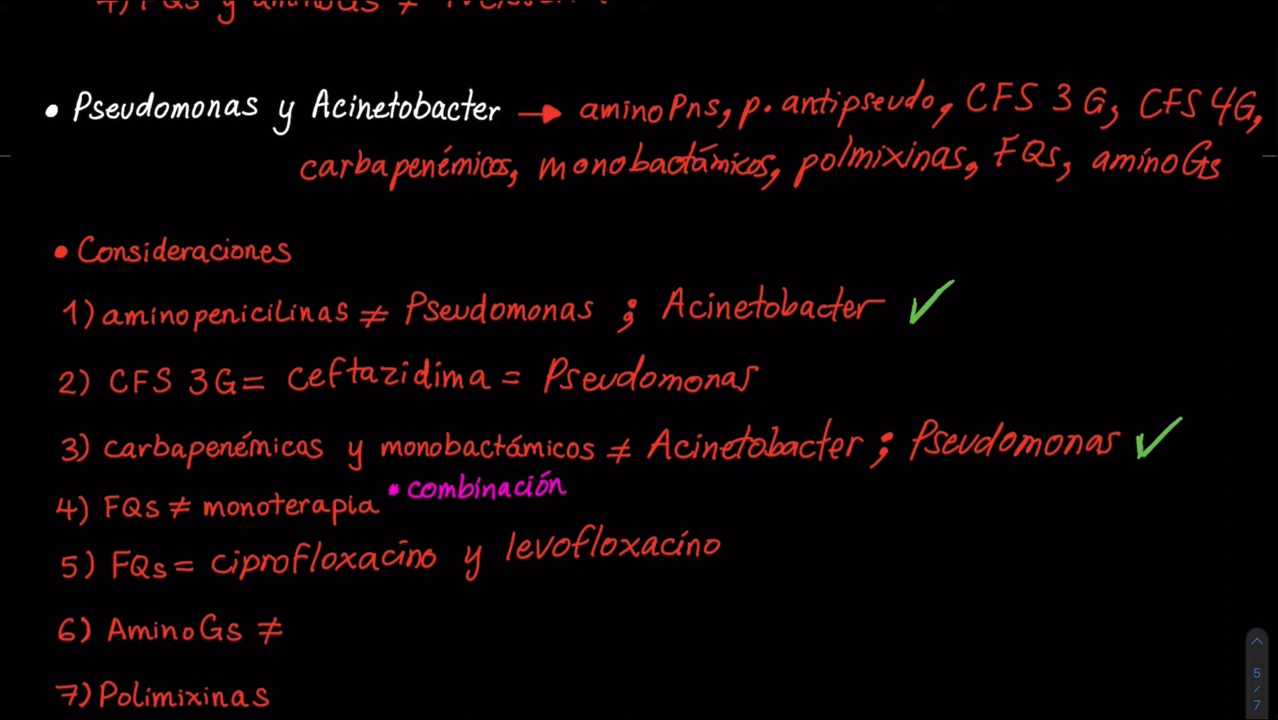 • Pseudomonas y Acinetobacter → aminoPns, p. antipseudo, CFS 3G, CFS 4G,
carbapenémicos, monobactámicos, polmixinas, FQs, aminoGs
• Consideraciones
1) aminopenicilinas ≠ Pseudomonas ; Acinetobacter ✓
2) CFS 3G = ceftazidima = Pseudomonas
3) carbapenémicas y monobactámicos ≠ Acinetobacter ; Pseudomonas ✓
4) FQs ≠ monoterapia * combinación
5) FQs = ciprofloxacino y levofloxacino
6) AminoGs ≠
7) Polimixinas
5
/
7